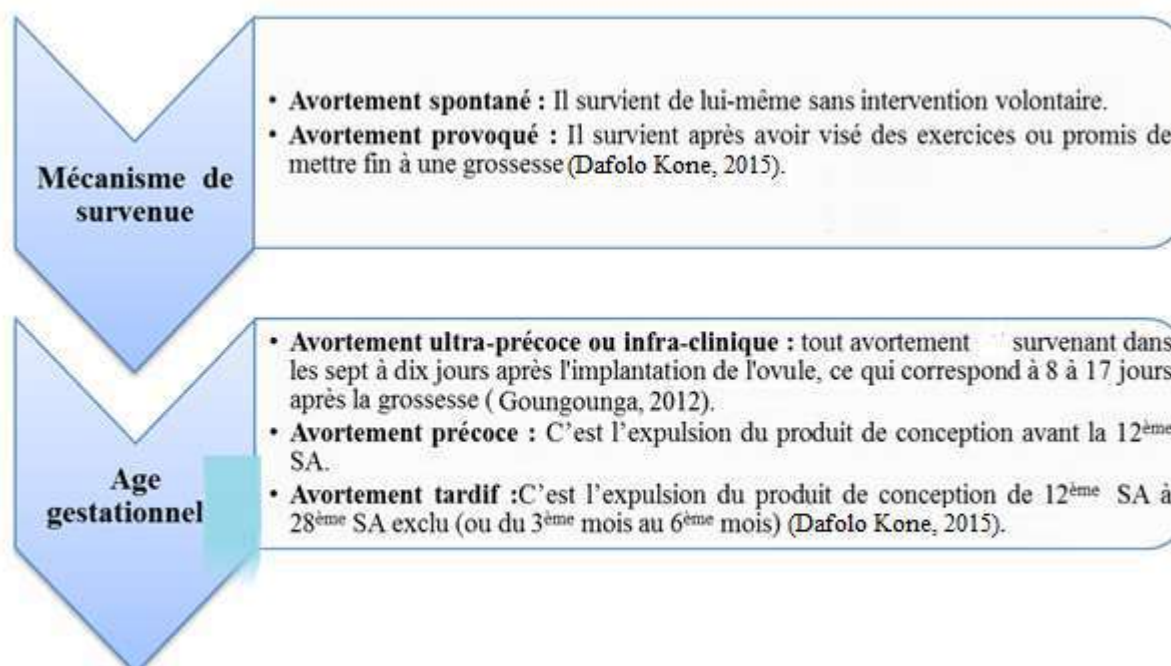 Mécanisme de
survenue
• Avortement spontané : Il survient de lui-même sans intervention volontaire.
• Avortement provoqué : Il survient après avoir visé des exercices ou promis de
mettre fin à une grossesse (Dafolo Kone, 2015).
Age
gestationnel
• Avortement ultra-précoce ou infra-clinique : tout avortement survenant dans
les sept à dix jours après l'implantation de l'ovule, ce qui correspond à 8 à 17 jours
après la grossesse ( Goungounga, 2012).
• Avortement précoce : C’est l’expulsion du produit de conception avant la 12ème
SA.
• Avortement tardif :C’est l’expulsion du produit de conception de 12ème SA à
28ème SA exclu (ou du 3ème mois au 6ème mois) (Dafolo Kone, 2015).